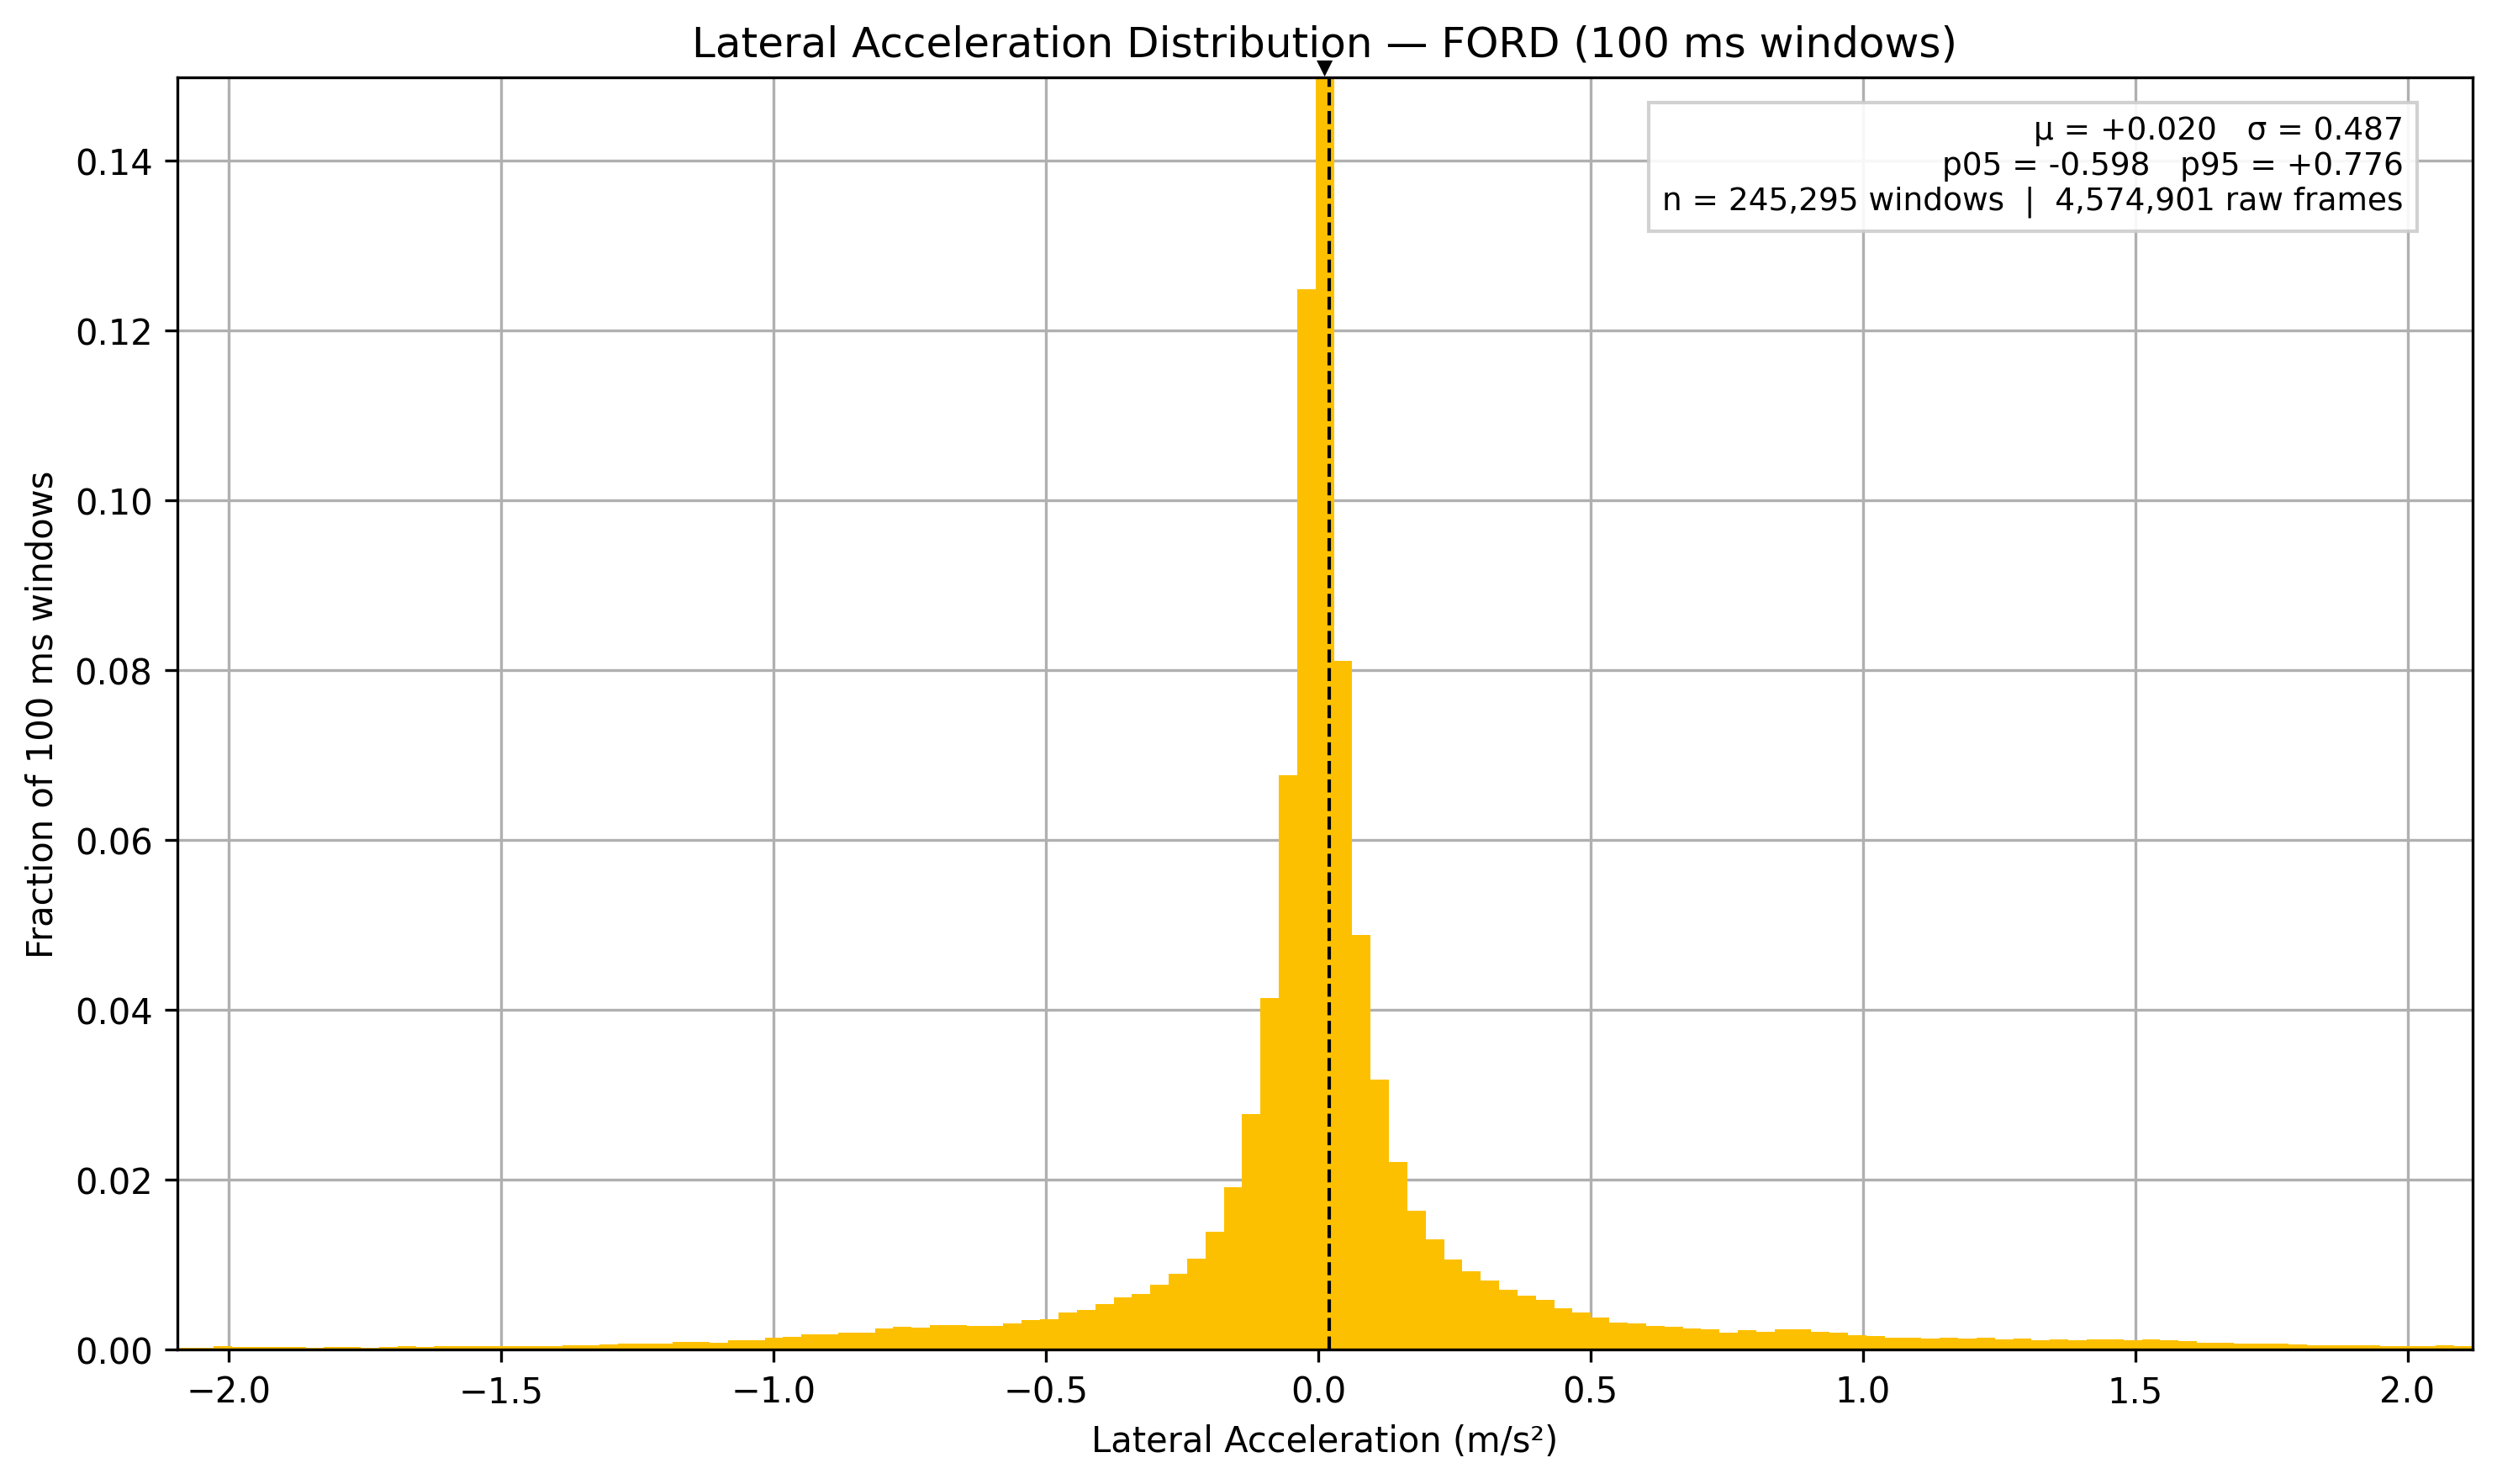 Lateral Acceleration Distribution — FORD (100 ms windows)
μ = +0.020   σ = 0.487
p05 = -0.598   p95 = +0.776
n = 245,295 windows  |  4,574,901 raw frames
Fraction of 100 ms windows
0.14
0.12
0.10
0.08
0.06
0.04
0.02
0.00
−2.0
−1.5
−1.0
−0.5
0.0
0.5
1.0
1.5
2.0
Lateral Acceleration (m/s²)